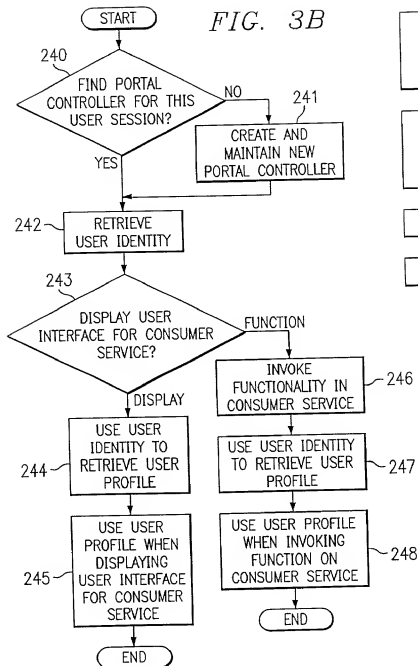 START
FIG. 3B
240
FIND PORTAL
CONTROLLER FOR THIS
USER SESSION?
NO
241
CREATE AND
MAINTAIN NEW
PORTAL CONTROLLER
YES
242
RETRIEVE
USER IDENTITY
243
DISPLAY USER
INTERFACE FOR CONSUMER
SERVICE?
FUNCTION
DISPLAY
INVOKE
FUNCTIONALITY IN
CONSUMER SERVICE
246
244
USE USER
IDENTITY TO
RETRIEVE USER
PROFILE
USE USER IDENTITY
TO RETRIEVE USER
PROFILE
247
245
USE USER
PROFILE WHEN
DISPLAYING
USER INTERFACE
FOR CONSUMER
SERVICE
USE USER PROFILE
WHEN INVOKING
FUNCTION ON
CONSUMER SERVICE
248
END
END